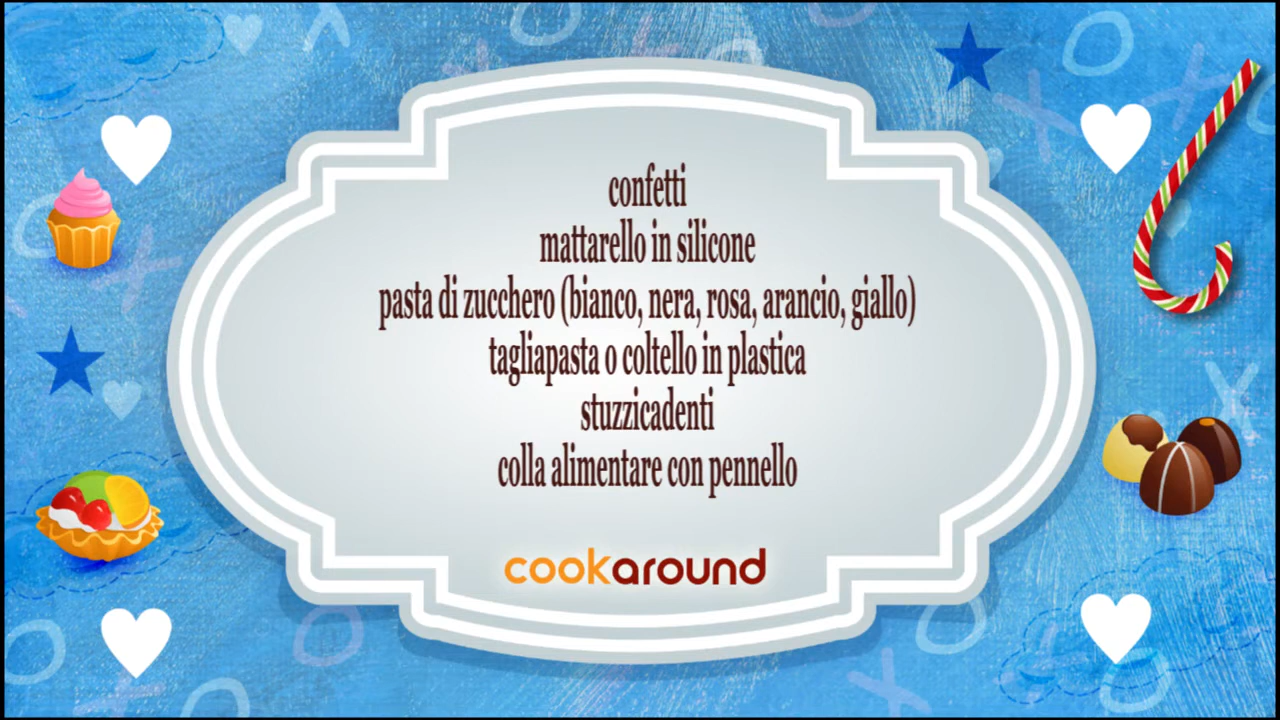 confetti
mattarello in silicone
pasta di zucchero (bianco, nera, rosa, arancio, giallo)
tagliapasta o coltello in plastica
stuzzicadenti
colla alimentare con pennello
cookaround